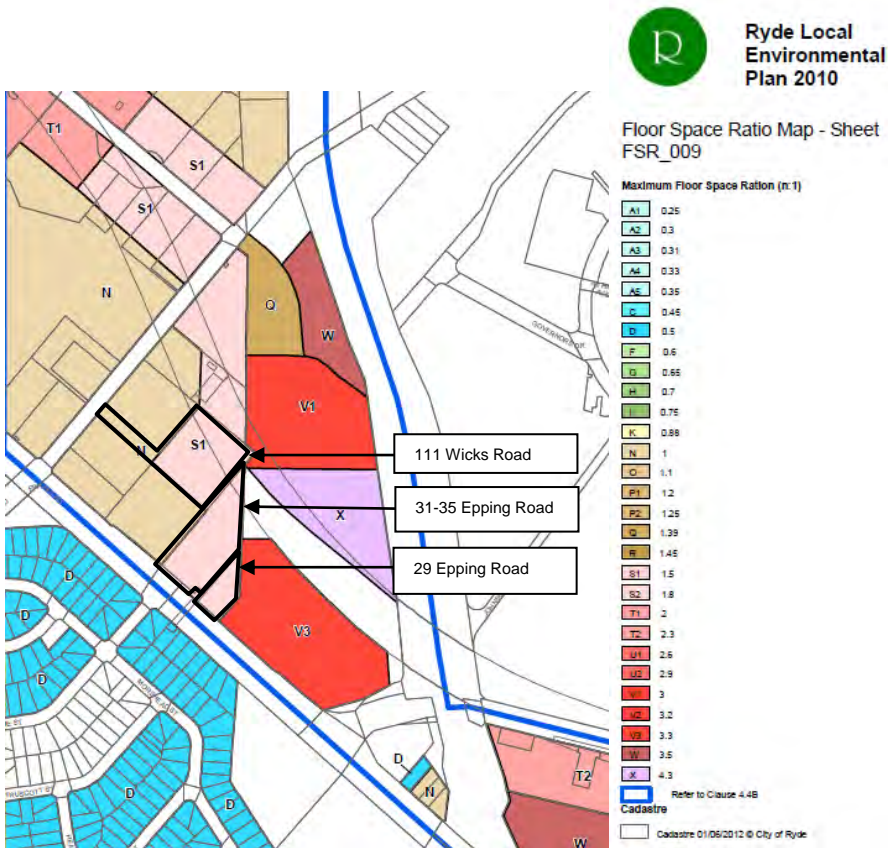 R
Ryde Local
Environmental
Plan 2010
Floor Space Ratio Map - Sheet
FSR_009
Maximum Floor Space Ration (n:1)
A1 0.25
A2 0.3
A3 0.31
A4 0.33
A5 0.35
C 0.45
D 0.5
F 0.6
G 0.65
H 0.7
I 0.75
K 0.88
N 1
O 1.1
P1 1.2
P2 1.25
Q 1.39
R 1.45
S1 1.5
S2 1.8
T1 2
T2 2.3
U1 2.6
U2 2.9
V1 3
V2 3.2
V3 3.3
W 3.5
X 4.3
Refer to Clause 4.4B
Cadastre
Cadastre 01/06/2012 © City of Ryde
T1
S1
S1
N
Q
W
GOVERNORS DR
V1
S1
N
111 Wicks Road
31-35 Epping Road
X
29 Epping Road
D
D
D
V3
D
MORSHEAD ST
D
D
D
N
T2
W
TRUSCOTT ST